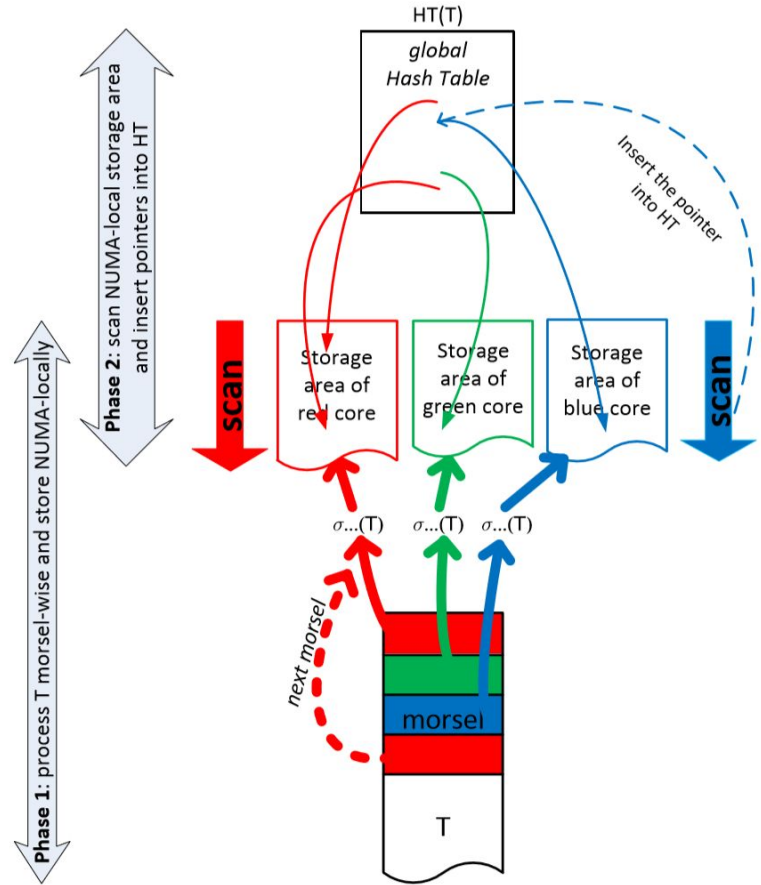 HT(T)
global
Hash Table
Insert the pointer
into HT
Phase 2: scan NUMA-local storage area
and insert pointers into HT
Phase 1: process T morsel-wise and store NUMA-locally
scan
Storage
area of
red core
Storage
area of
green core
Storage
area of
blue core
scan
σ...(T)
σ...(T)
σ...(T)
next morsel
morsel
T